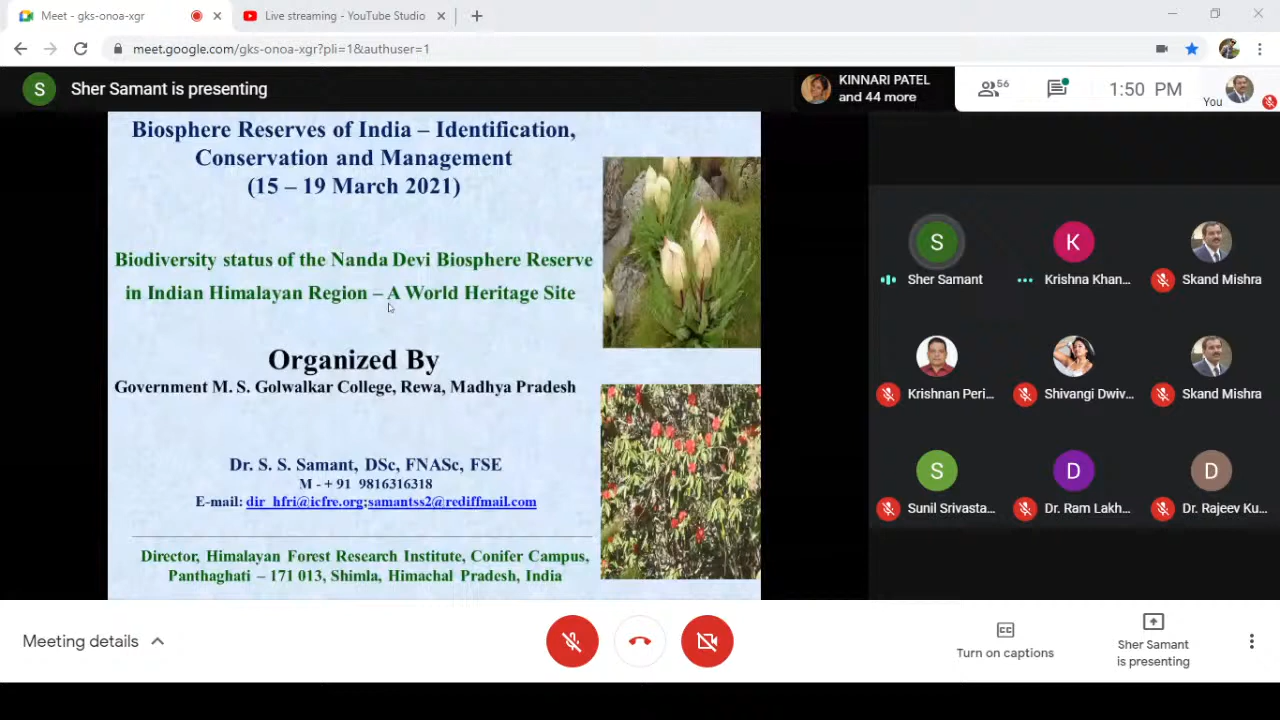 Meet - gks-onoa-xgr
Live streaming - YouTube Studio
meet.google.com/gks-onoa-xgr?pli=1&authuser=1
S
Sher Samant is presenting
KINNARI PATEL
and 44 more
56
1:50 PM
You
Biosphere Reserves of India – Identification,
Conservation and Management
(15 – 19 March 2021)
Biodiversity status of the Nanda Devi Biosphere Reserve
in Indian Himalayan Region – A World Heritage Site
Organized By
Government M. S. Golwalkar College, Rewa, Madhya Pradesh
Dr. S. S. Samant, DSc, FNASc, FSE
M - + 91 9816316318
E-mail: dir_hfri@icfre.org;samantss2@rediffmail.com
Director, Himalayan Forest Research Institute, Conifer Campus,
Panthaghati – 171 013, Shimla, Himachal Pradesh, India
S
K
Sher Samant
Krishna Khan...
Skand Mishra
Krishnan Peri...
Shivangi Dwiv...
Skand Mishra
S
D
D
Sunil Srivasta...
Dr. Ram Lakh...
Dr. Rajeev Ku...
Meeting details
CC
Turn on captions
Sher Samant
is presenting